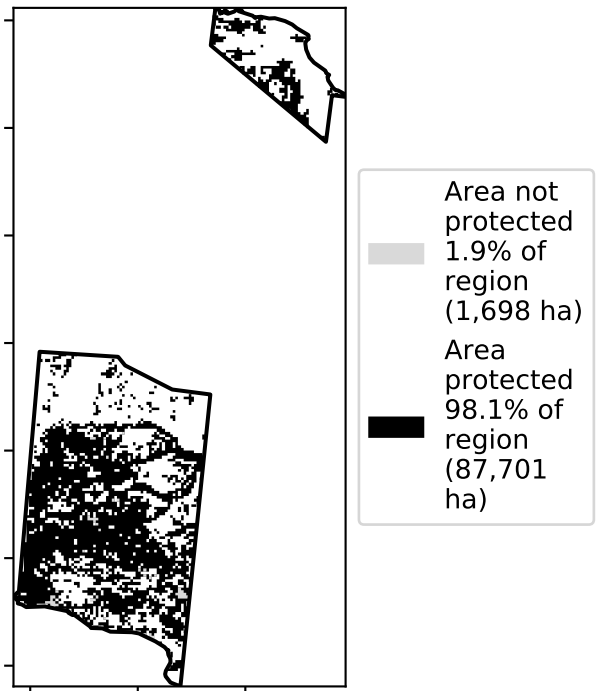 Area not
protected
1.9% of
region
(1,698 ha)
Area
protected
98.1% of
region
(87,701
ha)